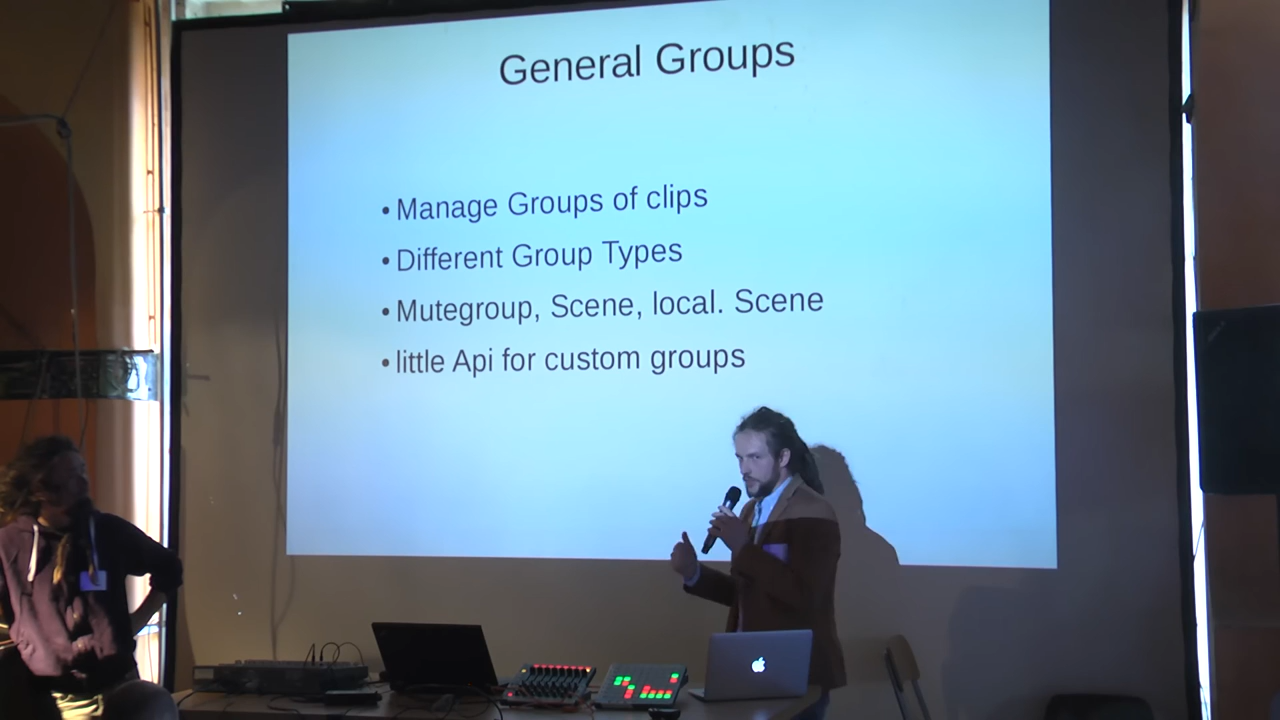 General Groups
• Manage Groups of clips
• Different Group Types
• Mutegroup, Scene, local. Scene
• little Api for custom groups